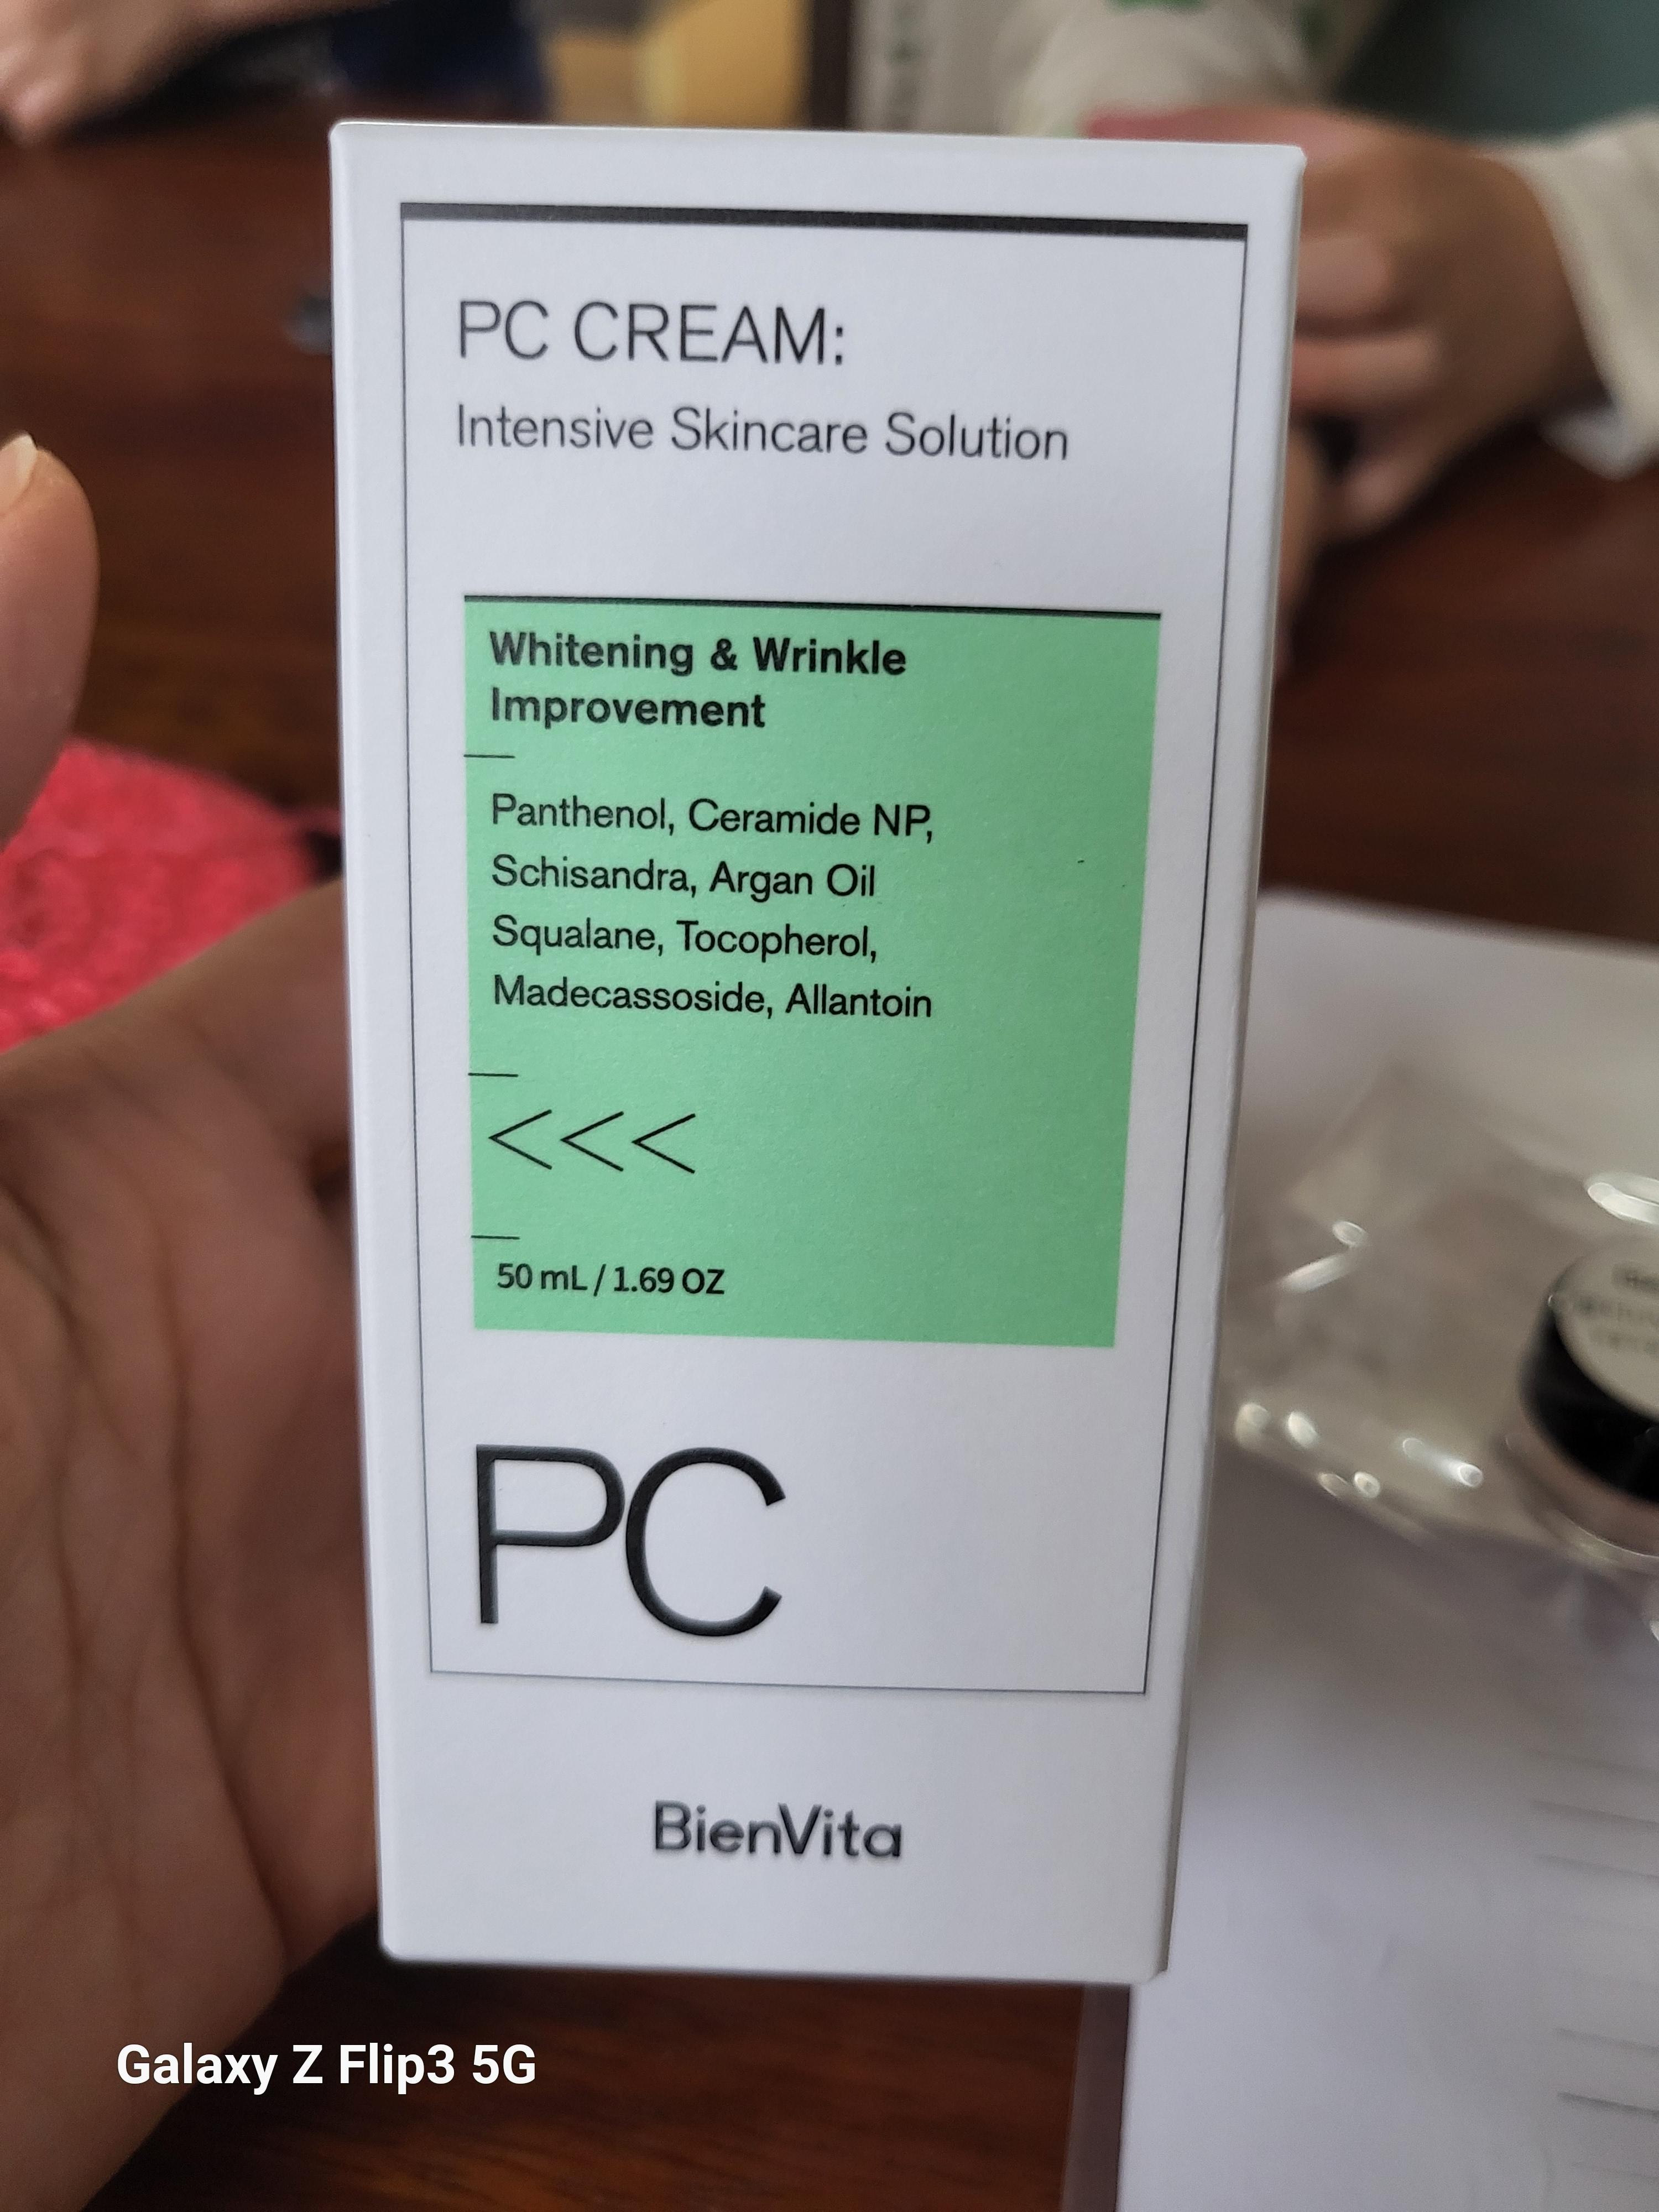 PC CREAM:
Intensive Skincare Solution
Whitening & Wrinkle
Improvement
Panthenol, Ceramide NP,
Schisandra, Argan Oil
Squalane, Tocopherol,
Madecassoside, Allantoin
50 mL / 1.69 OZ
PC
BienVita
Galaxy Z Flip3 5G